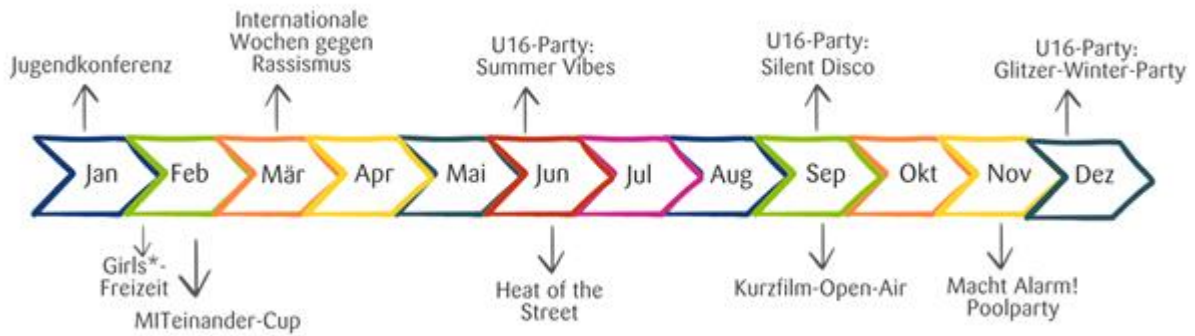 Jugendkonferenz
Internationale
Wochen gegen
Rassismus
U16-Party:
Summer Vibes
U16-Party:
Silent Disco
U16-Party:
Glitzer-Winter-Party
Jan
Feb
Mär
Apr
Mai
Jun
Jul
Aug
Sep
Okt
Nov
Dez
Girls*-
Freizeit
MITeinander-Cup
Heat of the
Street
Kurzfilm-Open-Air
Macht Alarm!
Poolparty